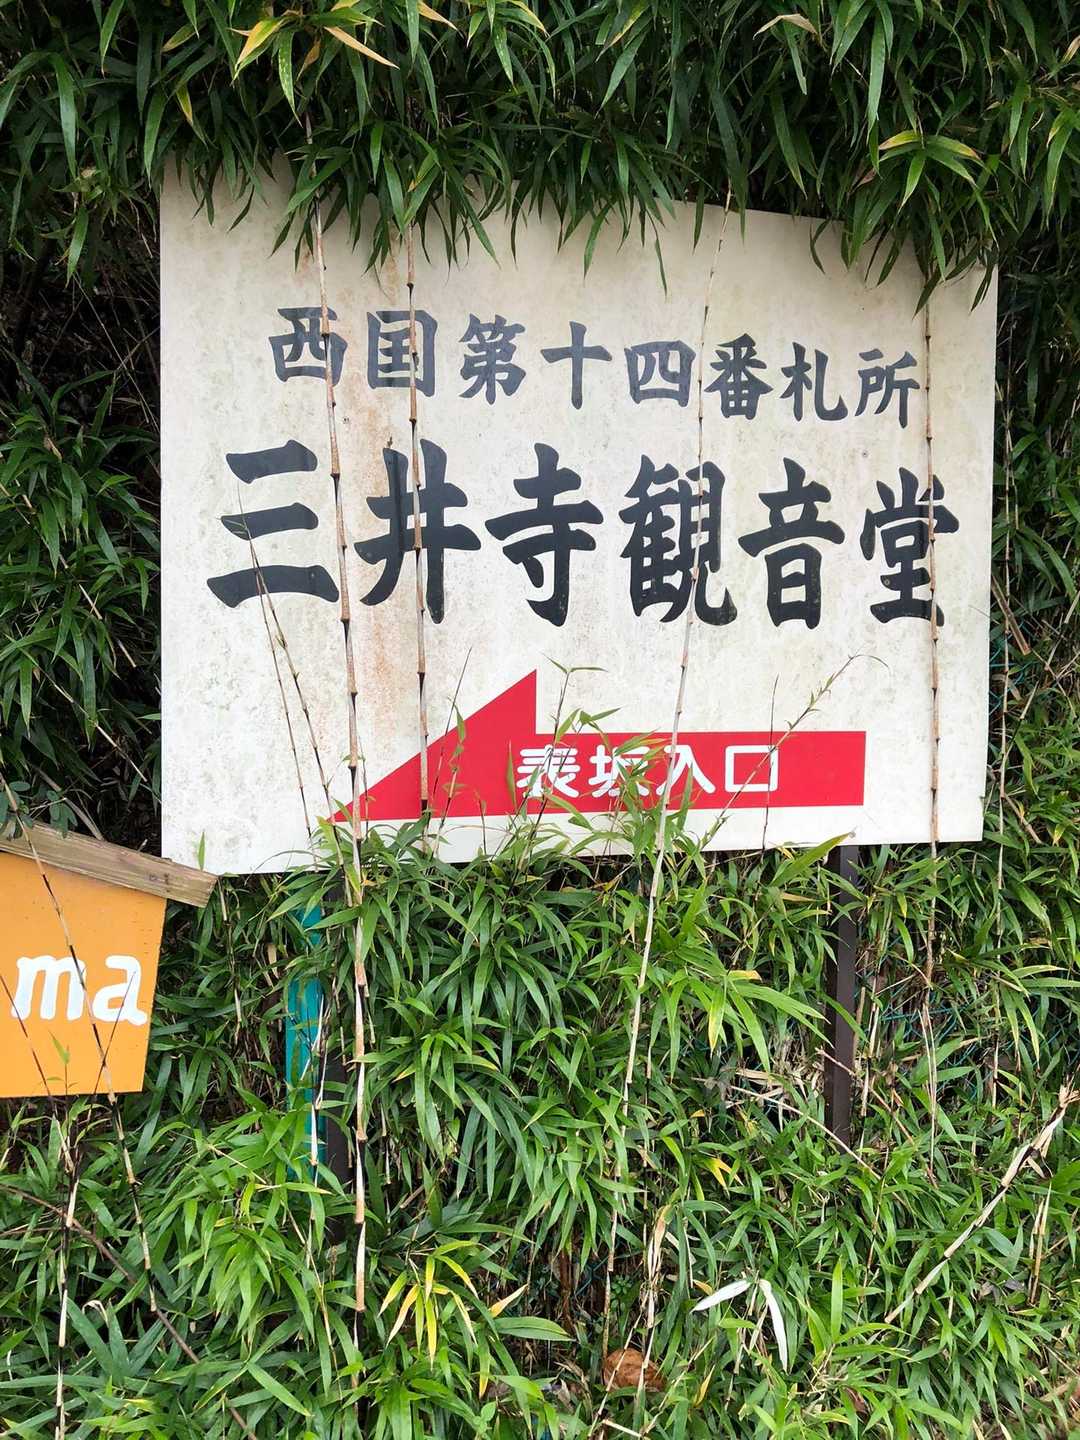 西国第十四番札所
三井寺観音堂
表坂入口
ma